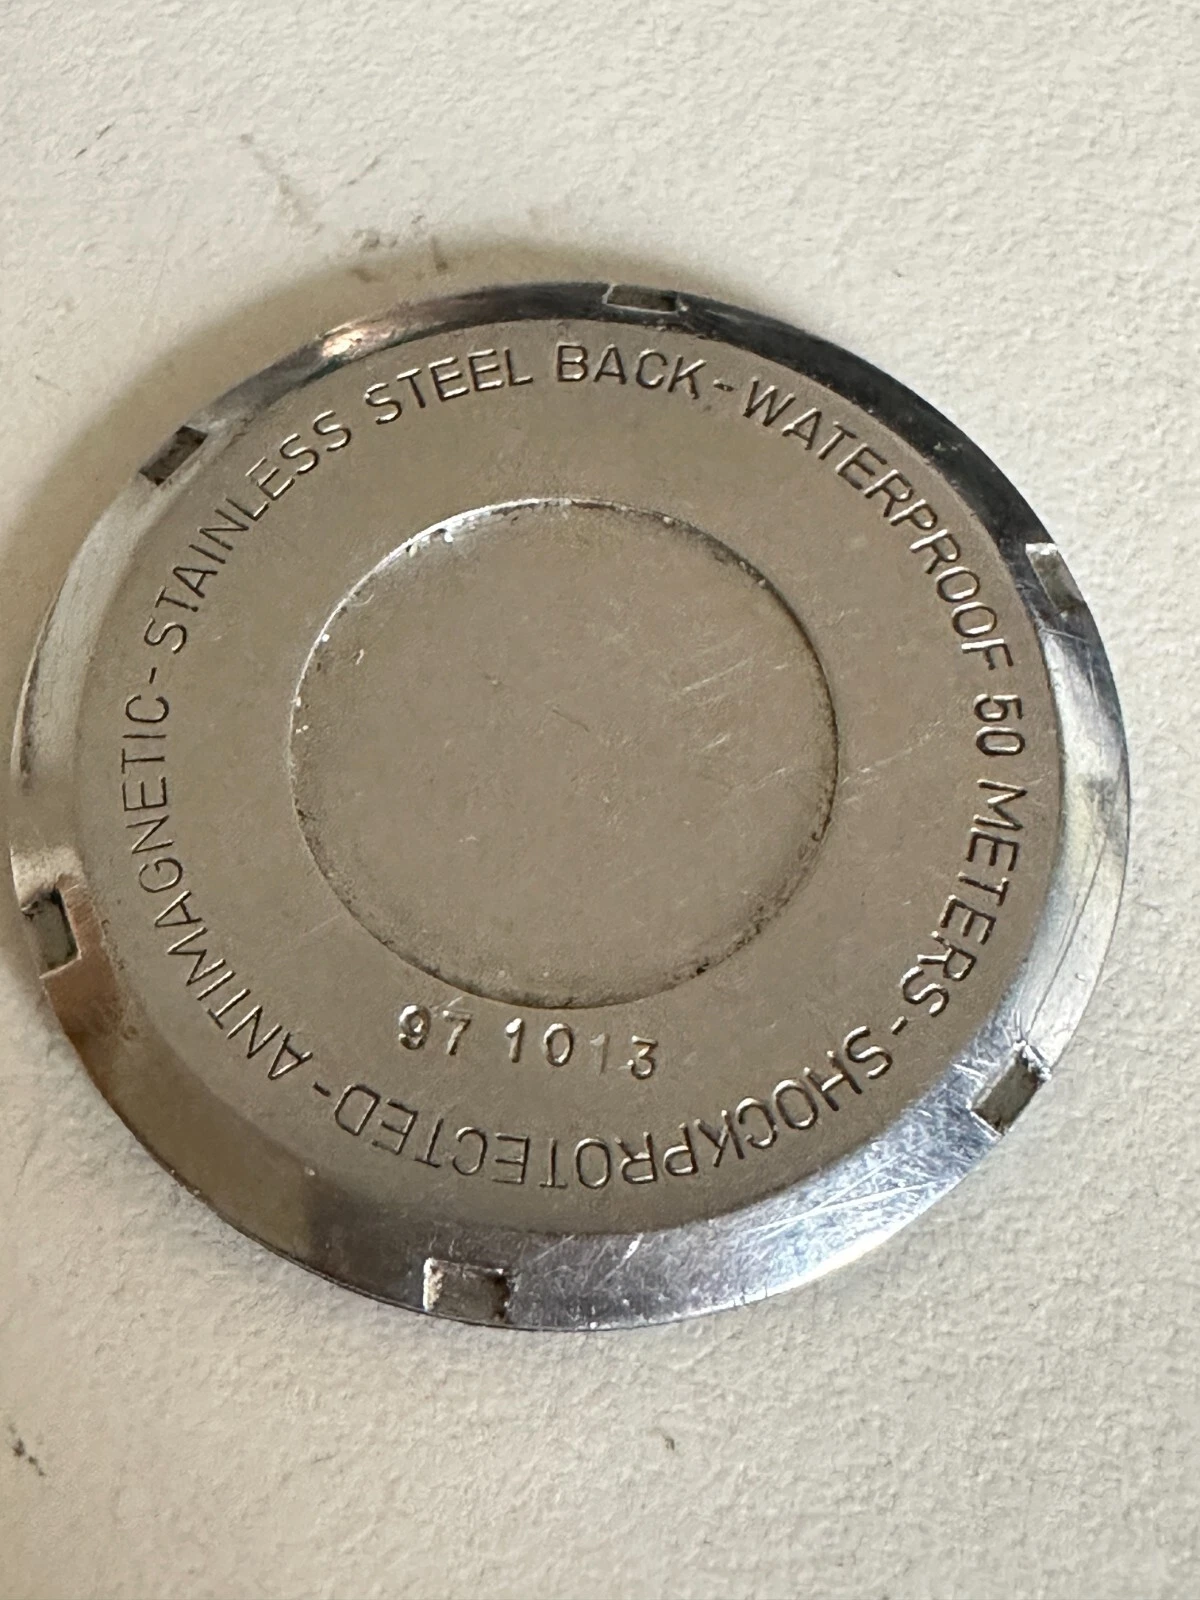 STAINLESS STEEL BACK-WATERPROOF 50 METERS-SHOCKPROTECTED-ANTIMAGNETIC-
97 1013